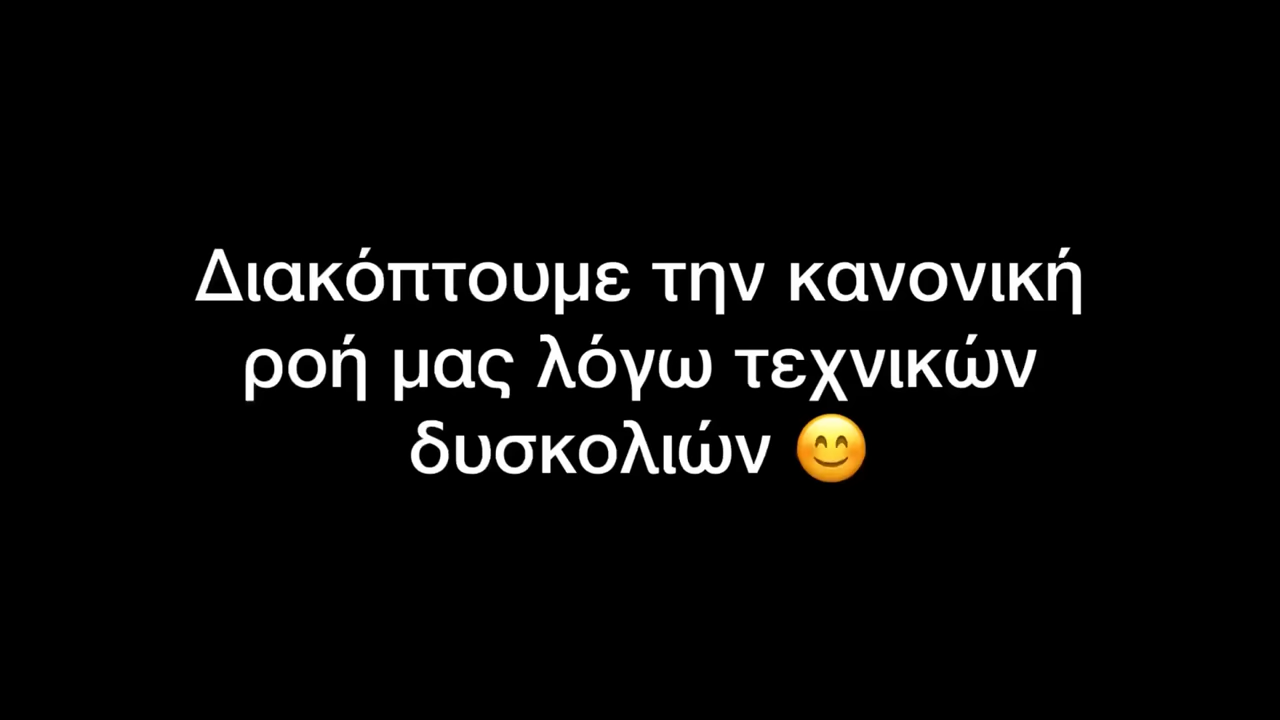 Διακόπτουμε την κανονική
ροή μας λόγω τεχνικών
δυσκολιών 😊